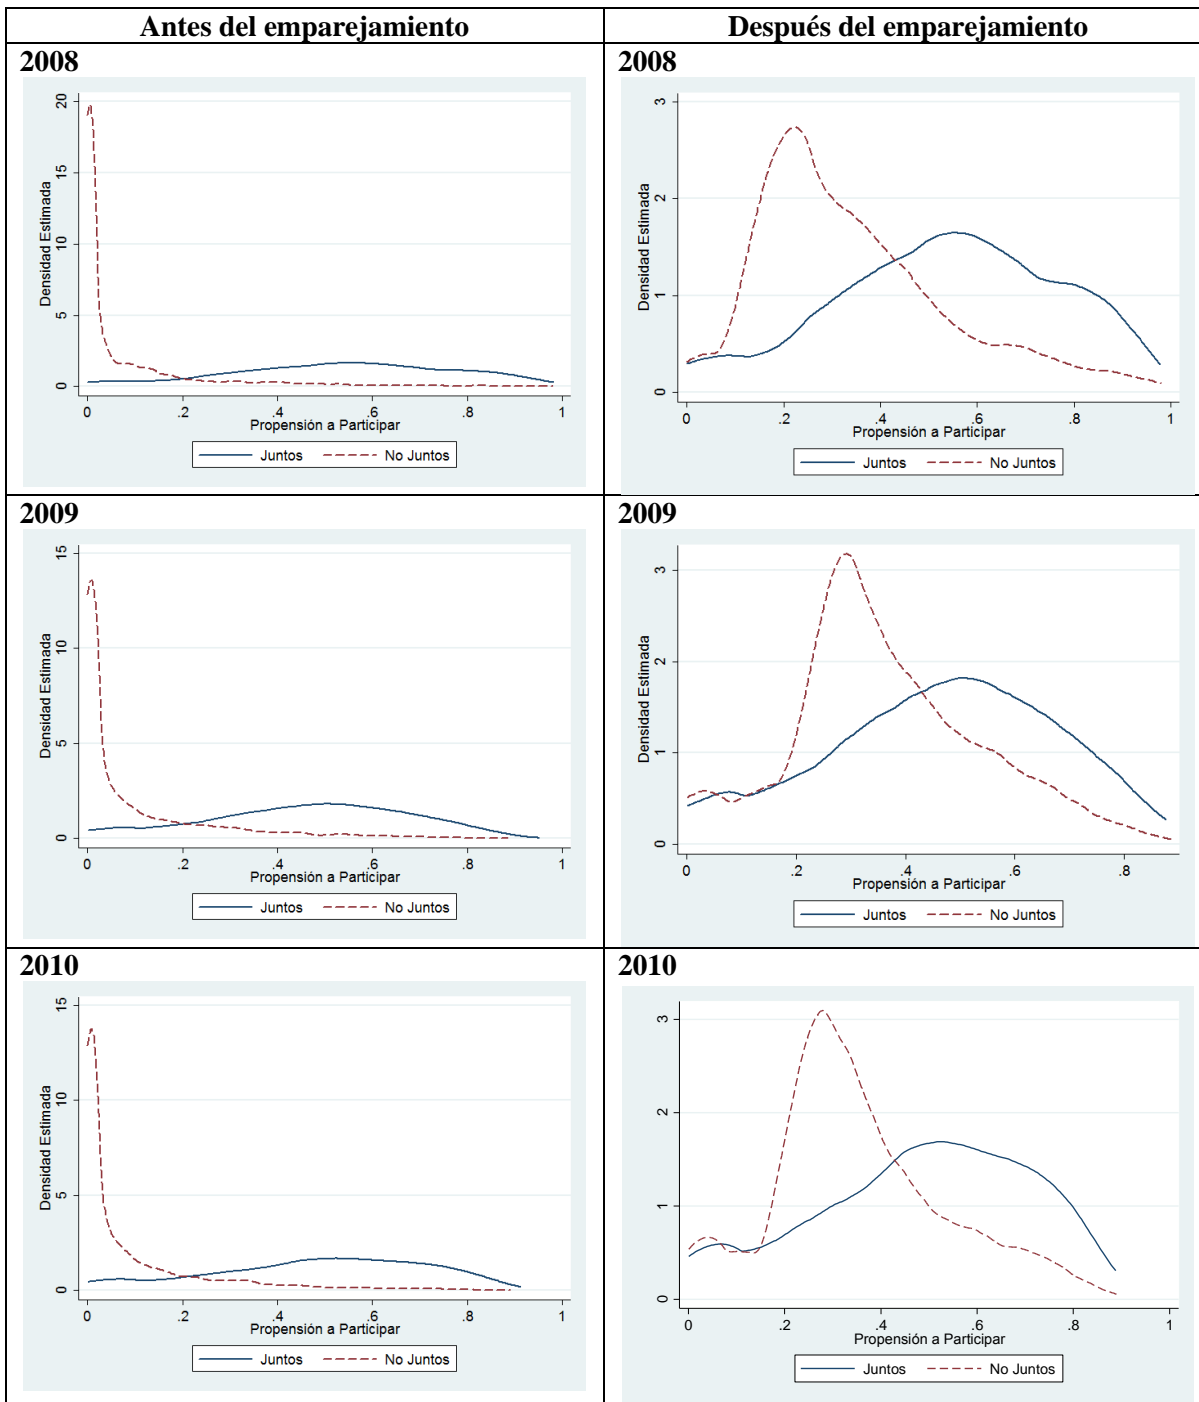 Antes del emparejamiento
Después del emparejamiento
2008
20
15
10
5
0
Densidad Estimada
0 .2 .4 .6 .8 1
Propensión a Participar
Juntos No Juntos
2008
3
2
1
0
Densidad Estimada
0 .2 .4 .6 .8 1
Propensión a Participar
Juntos No Juntos
2009
15
10
5
0
Densidad Estimada
0 .2 .4 .6 .8 1
Propensión a Participar
Juntos No Juntos
2009
3
2
1
0
Densidad Estimada
0 .2 .4 .6 .8
Propensión a Participar
Juntos No Juntos
2010
15
10
5
0
Densidad Estimada
0 .2 .4 .6 .8 1
Propensión a Participar
Juntos No Juntos
2010
3
2
1
0
Densidad Estimada
0 .2 .4 .6 .8 1
Propensión a Participar
Juntos No Juntos